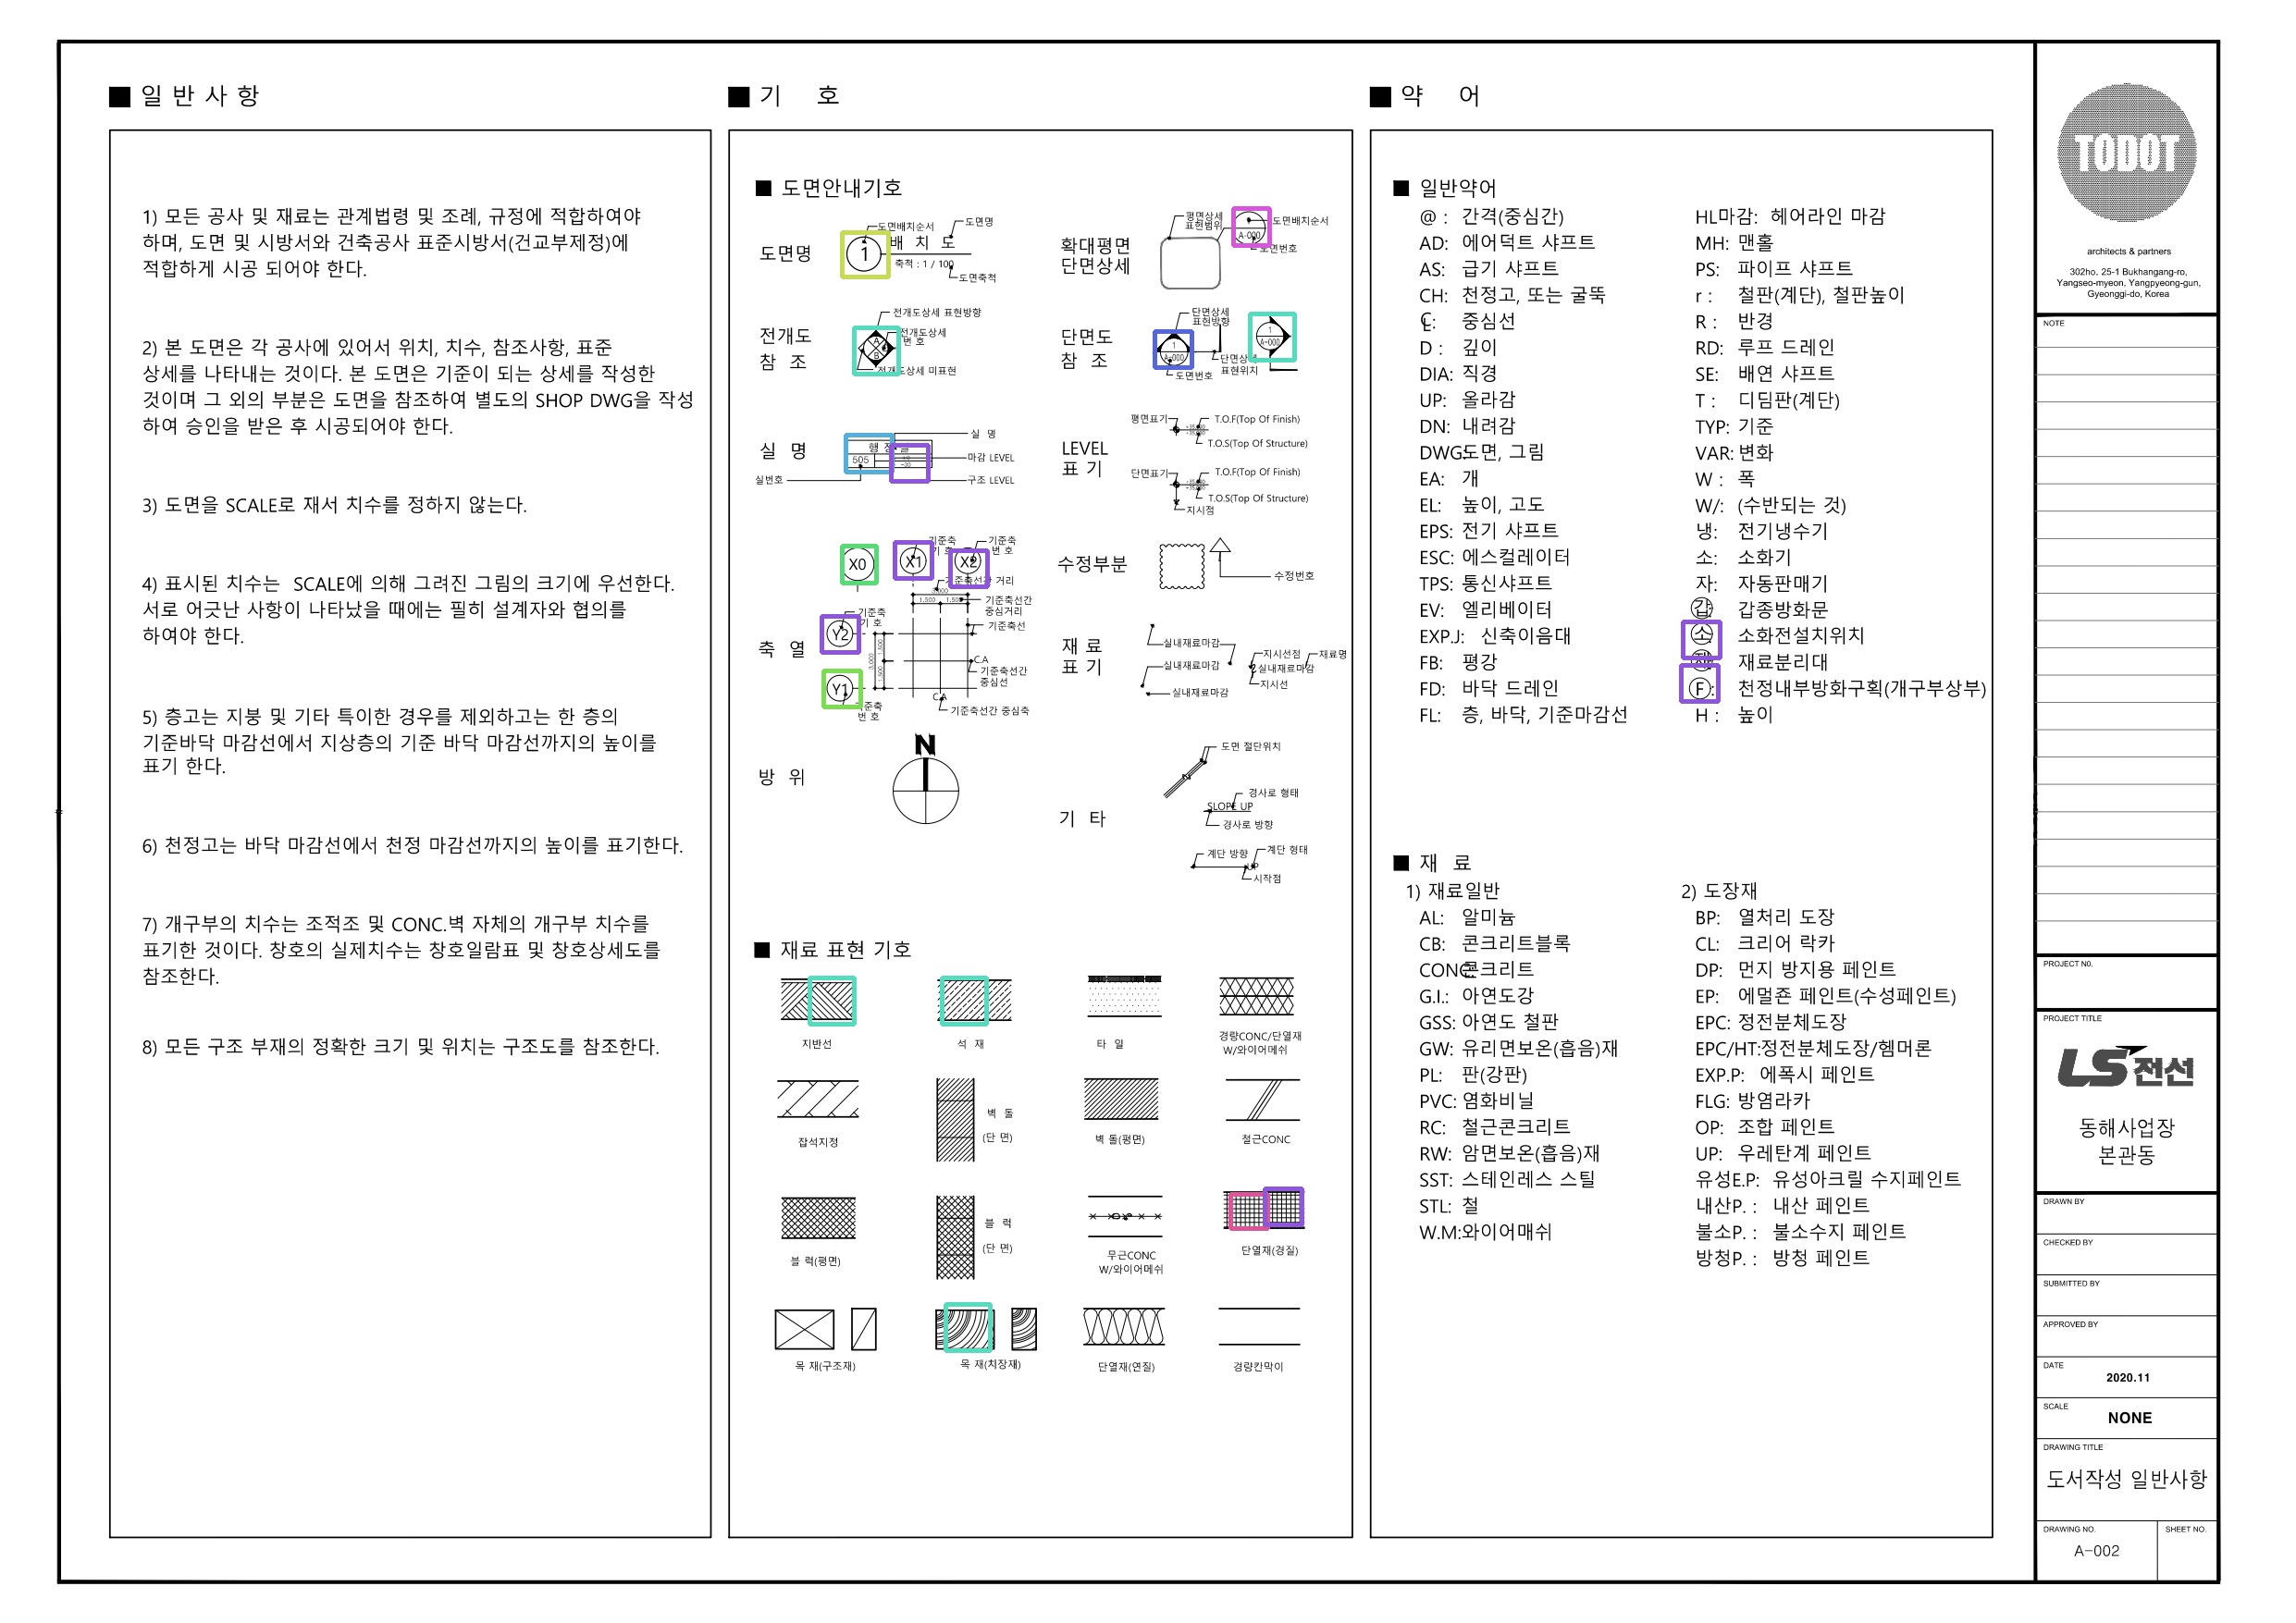 ■ 일 반 사 항
1) 모든 공사 및 재료는 관계법령 및 조례, 규정에 적합하여야
하며, 도면 및 시방서와 건축공사 표준시방서(건교부제정)에
적합하게 시공 되어야 한다.
2) 본 도면은 각 공사에 있어서 위치, 치수, 참조사항, 표준
상세를 나타내는 것이다. 본 도면은 기준이 되는 상세를 작성한
것이며 그 외의 부분은 도면을 참조하여 별도의 SHOP DWG을 작성
하여 승인을 받은 후 시공되어야 한다.
3) 도면을 SCALE로 재서 치수를 정하지 않는다.
4) 표시된 치수는 SCALE에 의해 그려진 그림의 크기에 우선한다.
서로 어긋난 사항이 나타났을 때에는 필히 설계자와 협의를
하여야 한다.
5) 층고는 지붕 및 기타 특이한 경우를 제외하고는 한 층의
기준바닥 마감선에서 지상층의 기준 바닥 마감선까지의 높이를
표기 한다.
6) 천정고는 바닥 마감선에서 천정 마감선까지의 높이를 표기한다.
7) 개구부의 치수는 조적조 및 CONC.벽 자체의 개구부 치수를
표기한 것이다. 창호의 실제치수는 창호일람표 및 창호상세도를
참조한다.
8) 모든 구조 부재의 정확한 크기 및 위치는 구조도를 참조한다.
■ 기 호
■ 도면안내기호
도면명
도면배치순서
도면명
1
배 치 도
축척 : 1 / 100
도면축척
확대평면
단면상세
평면상세
표현범위
도면배치순서
A-000
도면번호
전개도
참 조
전개도상세 표현방향
전개도상세
번 호
A
B
전개도상세 미표현
단면도
참 조
단면상세
표현방향
1
A-000
도면번호
단면상세
표현위치
1
A-000
실 명
실 명
505
마감 LEVEL
구조 LEVEL
실번호
LEVEL
표 기
평면표기
T.O.F(Top Of Finish)
T.O.S(Top Of Structure)
단면표기
T.O.F(Top Of Finish)
T.O.S(Top Of Structure)
지시점
축 열
X0
X1
X2
기준축
기 호
기준축
번 호
기준축선간 거리
3,000
1,500 1,500
기준축선간
중심거리
기준축선
Y2
기준축
기 호
3,000
1,500
1,500
C.A
기준축선간
중심선
Y1
기준축
번 호
C.A
기준축선간 중심축
수정부분
수정번호
재 료
표 기
실내재료마감
실내재료마감
실내재료마감
지시선점
재료명
실내재료마감
지시선
방 위
N
기 타
도면 절단위치
경사로 형태
SLOPE UP
경사로 방향
계단 방향
계단 형태
UP
시작점
■ 재료 표현 기호
지반선
석 재
타 일
경량CONC/단열재
W/와이어메쉬
잡석지정
벽 돌
(단 면)
벽 돌(평면)
철근CONC
블 럭(평면)
블 럭
(단 면)
무근CONC
W/와이어메쉬
단열재(경질)
목 재(구조재)
목 재(치장재)
단열재(연질)
경량칸막이
■ 약 어
■ 일반약어
@ : 간격(중심간)
AD: 에어덕트 샤프트
AS: 급기 샤프트
CH: 천정고, 또는 굴뚝
℄: 중심선
D : 깊이
DIA: 직경
UP: 올라감
DN: 내려감
DWG: 도면, 그림
EA: 개
EL: 높이, 고도
EPS: 전기 샤프트
ESC: 에스컬레이터
TPS: 통신샤프트
EV: 엘리베이터
EXP.J: 신축이음대
FB: 평강
FD: 바닥 드레인
FL: 층, 바닥, 기준마감선
HL마감: 헤어라인 마감
MH: 맨홀
PS: 파이프 샤프트
r : 철판(계단), 철판높이
R : 반경
RD: 루프 드레인
SE: 배연 샤프트
T : 디딤판(계단)
TYP: 기준
VAR: 변화
W : 폭
W/: (수반되는 것)
냉: 전기냉수기
소: 소화기
자: 자동판매기
갑: 갑종방화문
소: 소화전설치위치
재료분리대
F: 천정내부방화구획(개구부상부)
H : 높이
■ 재 료
1) 재료일반
AL: 알미늄
CB: 콘크리트블록
CONC: 콘크리트
G.I.: 아연도강
GSS: 아연도 철판
GW: 유리면보온(흡음)재
PL: 판(강판)
PVC: 염화비닐
RC: 철근콘크리트
RW: 암면보온(흡음)재
SST: 스테인레스 스틸
STL: 철
W.M:와이어매쉬
2) 도장재
BP: 열처리 도장
CL: 크리어 락카
DP: 먼지 방지용 페인트
EP: 에멀죤 페인트(수성페인트)
EPC: 정전분체도장
EPC/HT:정전분체도장/헴머론
EXP.P: 에폭시 페인트
FLG: 방염라카
OP: 조합 페인트
UP: 우레탄계 페인트
유성E.P: 유성아크릴 수지페인트
내산P. : 내산 페인트
불소P. : 불소수지 페인트
방청P. : 방청 페인트
TODOT
architects & partners
302ho, 25-1 Bukhangang-ro,
Yangseo-myeon, Yangpyeong-gun,
Gyeonggi-do, Korea
NOTE
PROJECT N0.
PROJECT TITLE
LS전선
동해사업장
본관동
DRAWN BY
CHECKED BY
SUBMITTED BY
APPROVED BY
DATE
2020.11
SCALE
NONE
DRAWING TITLE
도서작성 일반사항
DRAWING NO.
SHEET NO.
A-002